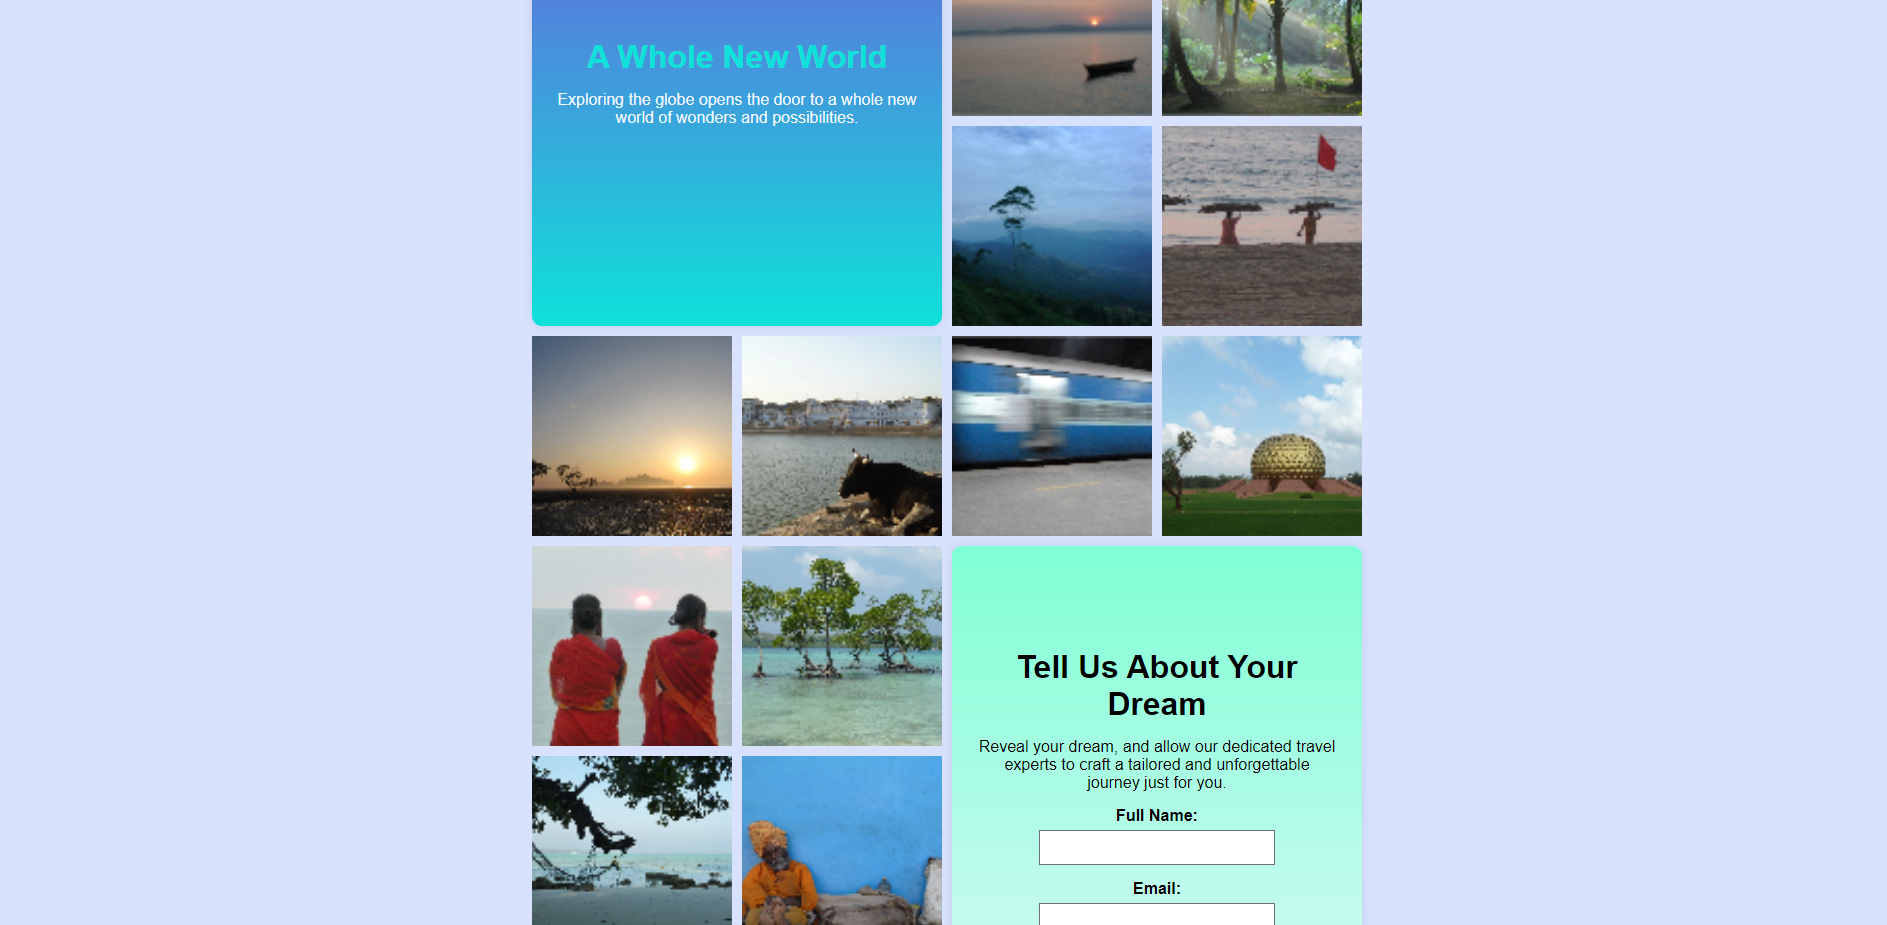 A Whole New World
Exploring the globe opens the door to a whole new
world of wonders and possibilities.
Tell Us About Your
Dream
Reveal your dream, and allow our dedicated travel
experts to craft a tailored and unforgettable
journey just for you.
Full Name:
Email: